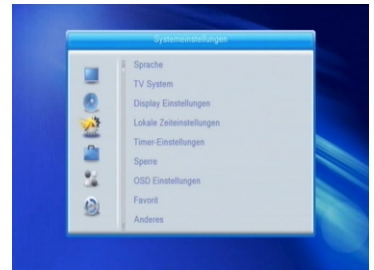 Systemeinstellungen
Sprache
TV System
Display Einstellungen
Lokale Zeiteinstellungen
Timer-Einstellungen
Sperre
OSD Einstellungen
Favorit
Anderes